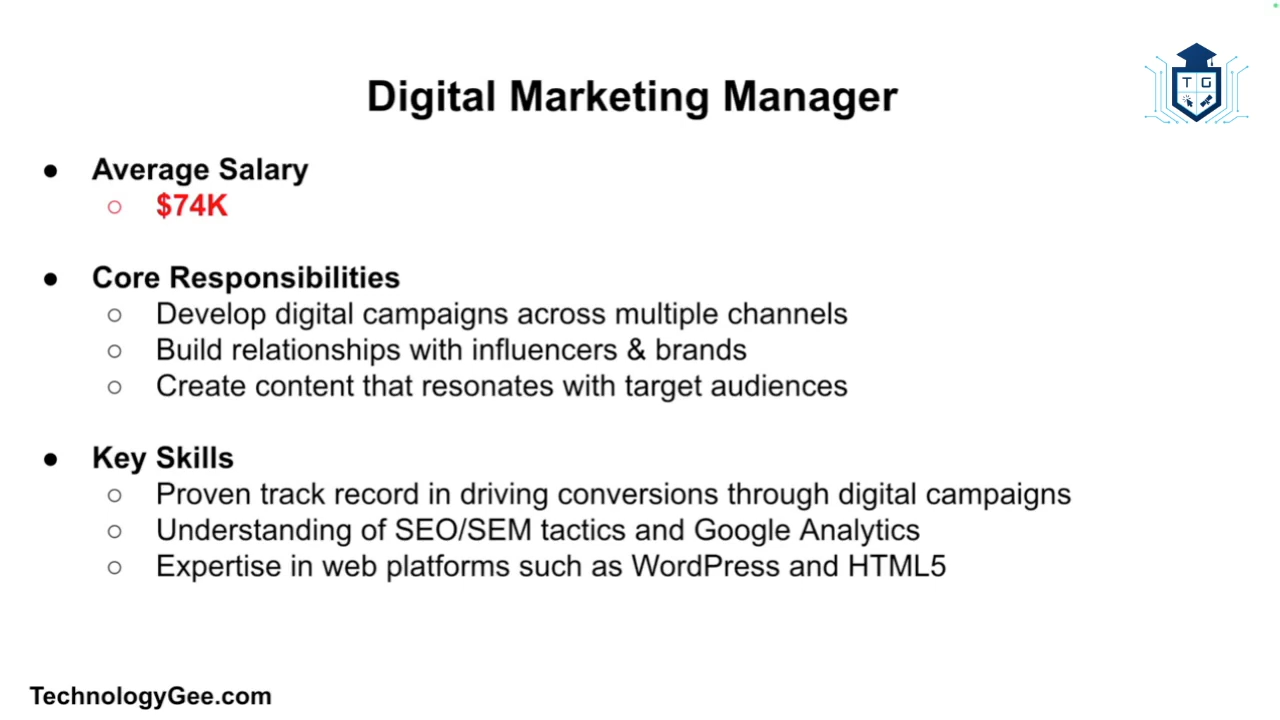 Digital Marketing Manager
T G
● Average Salary
○ $74K
● Core Responsibilities
○ Develop digital campaigns across multiple channels
○ Build relationships with influencers & brands
○ Create content that resonates with target audiences
● Key Skills
○ Proven track record in driving conversions through digital campaigns
○ Understanding of SEO/SEM tactics and Google Analytics
○ Expertise in web platforms such as WordPress and HTML5
TechnologyGee.com